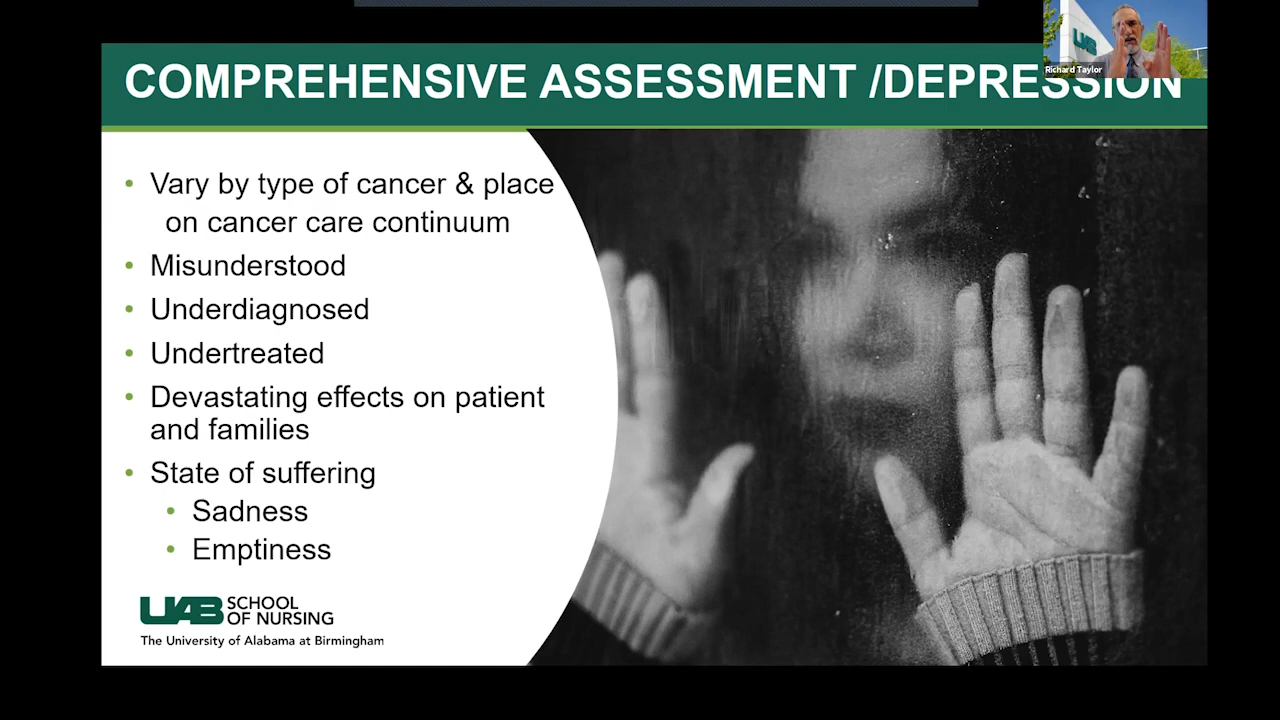 COMPREHENSIVE ASSESSMENT /DEPRESSION
UAB
Richard Taylor
Vary by type of cancer & place
on cancer care continuum
Misunderstood
Underdiagnosed
Undertreated
Devastating effects on patient
and families
State of suffering
Sadness
Emptiness
UAB SCHOOL
OF NURSING
The University of Alabama at Birmingham